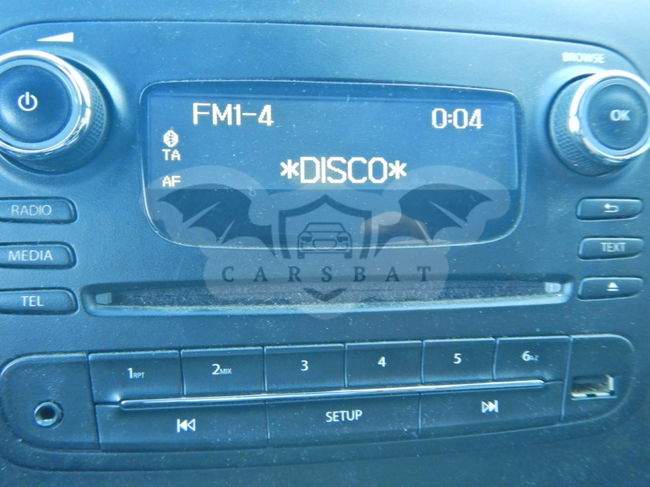 BROWSE
FM1-4 0:04
OK
TA
*DISCO*
AF
RADIO
TEXT
MEDIA
CARSBAT
TEL
1RPT 2MIX 3 4 5 6
SETUP